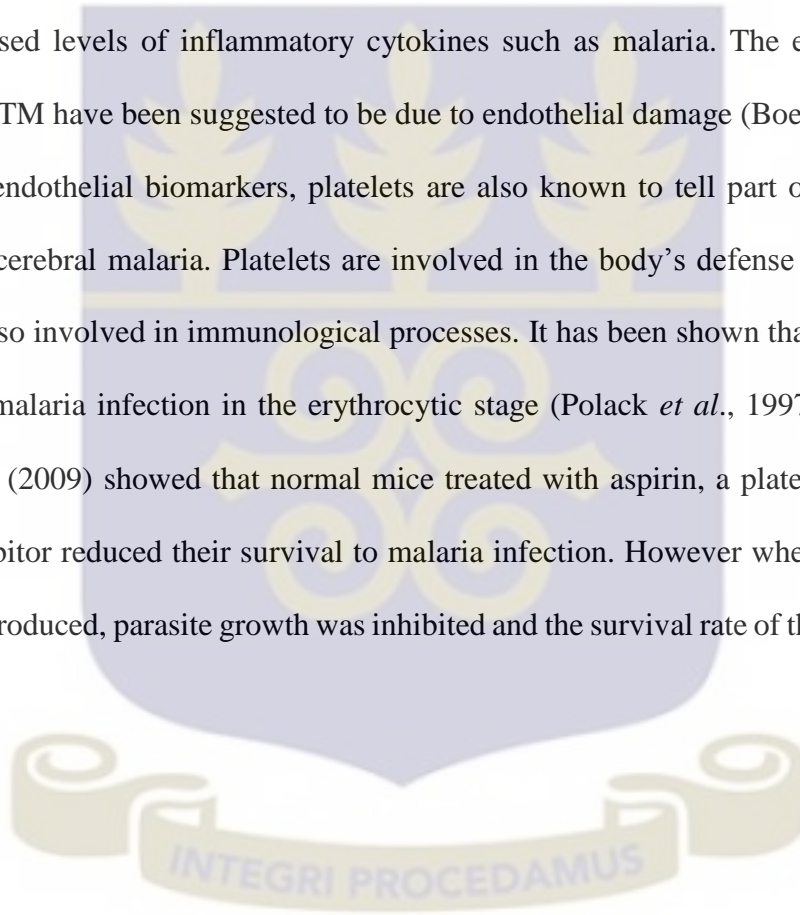 sed levels of inflammatory cytokines such as malaria. The e
TM have been suggested to be due to endothelial damage (Boe
endothelial biomarkers, platelets are also known to tell part o
cerebral malaria. Platelets are involved in the body’s defense
so involved in immunological processes. It has been shown tha
malaria infection in the erythrocytic stage (Polack et al., 1997
(2009) showed that normal mice treated with aspirin, a plate
bitor reduced their survival to malaria infection. However whe
roduced, parasite growth was inhibited and the survival rate of th
INTEGRI PROCEDAMUS